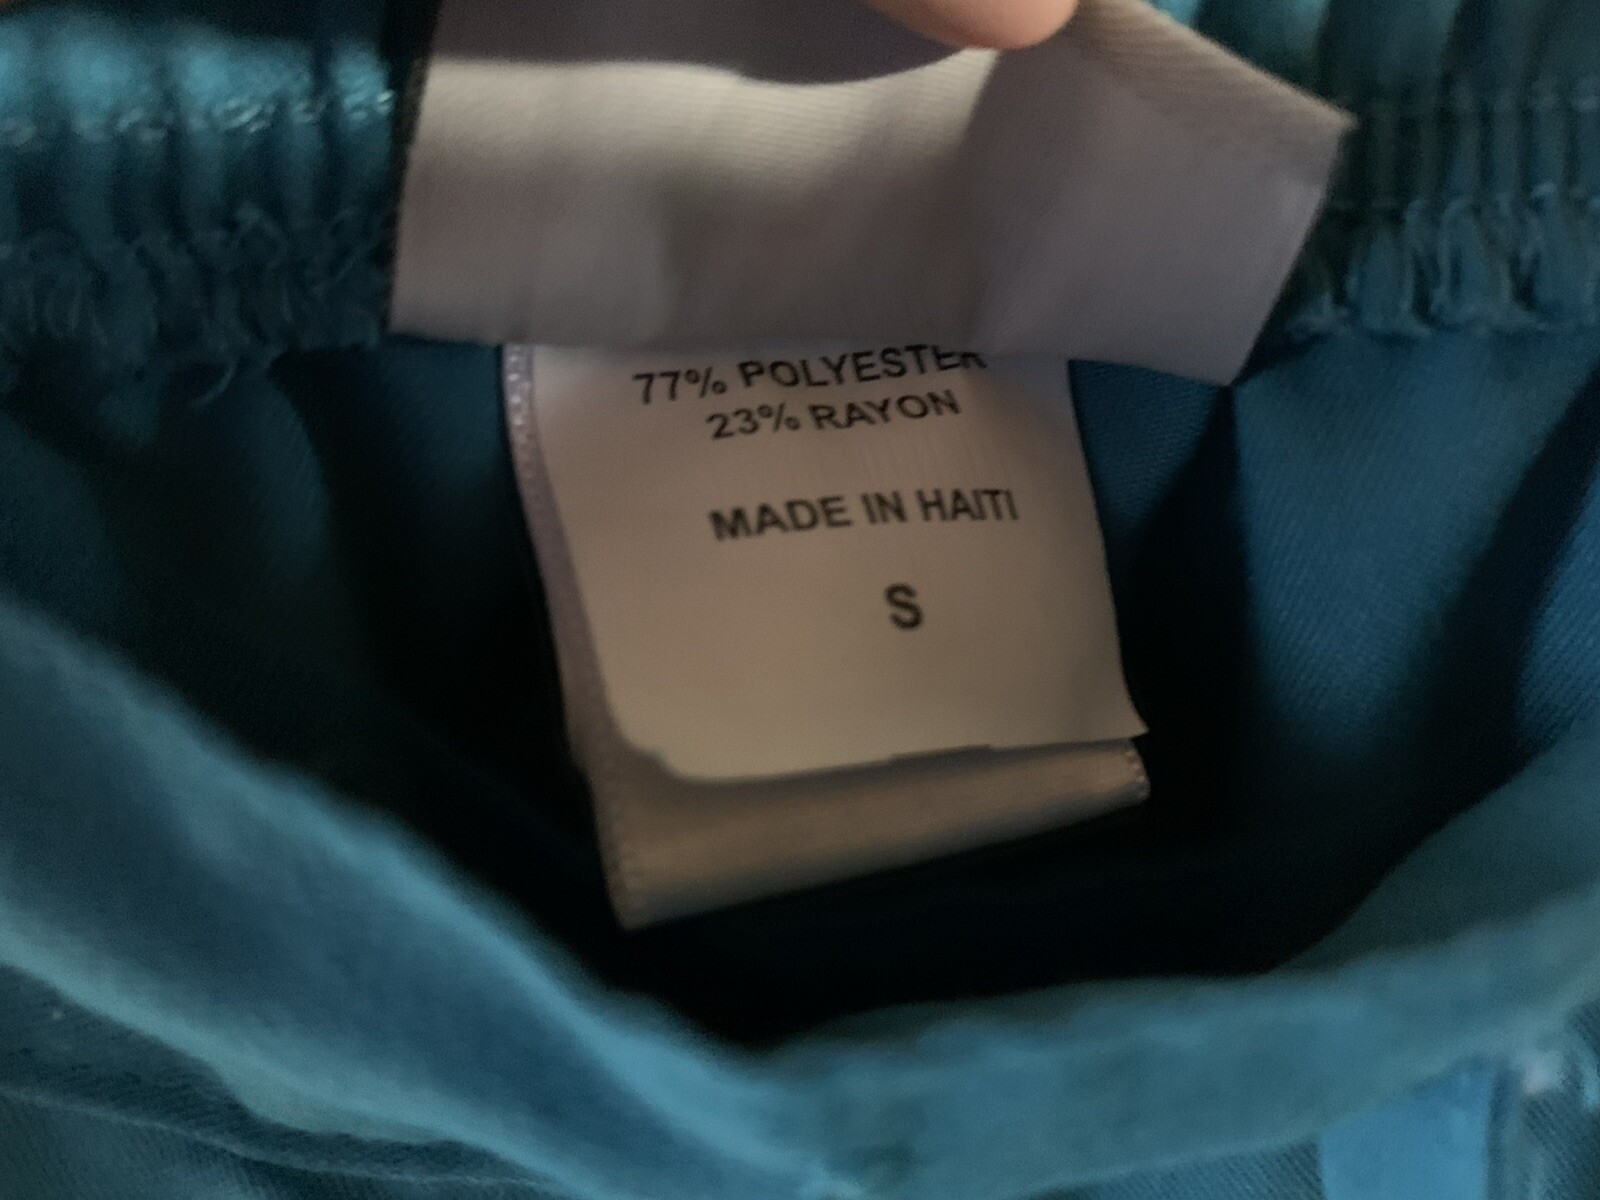 77% POLYESTER
23% RAYON
MADE IN HAITI
S